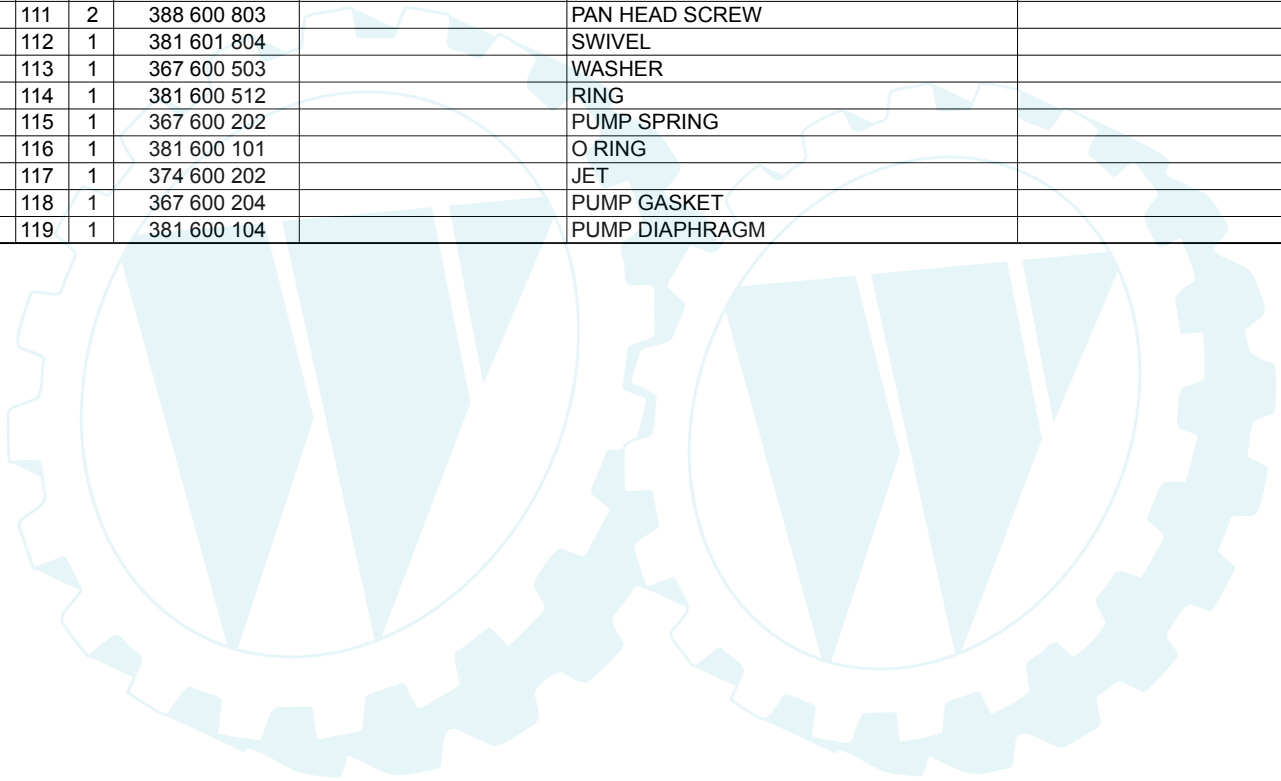 111 2 388 600 803 PAN HEAD SCREW
112 1 381 601 804 SWIVEL
113 1 367 600 503 WASHER
114 1 381 600 512 RING
115 1 367 600 202 PUMP SPRING
116 1 381 600 101 O RING
117 1 374 600 202 JET
118 1 367 600 204 PUMP GASKET
119 1 381 600 104 PUMP DIAPHRAGM